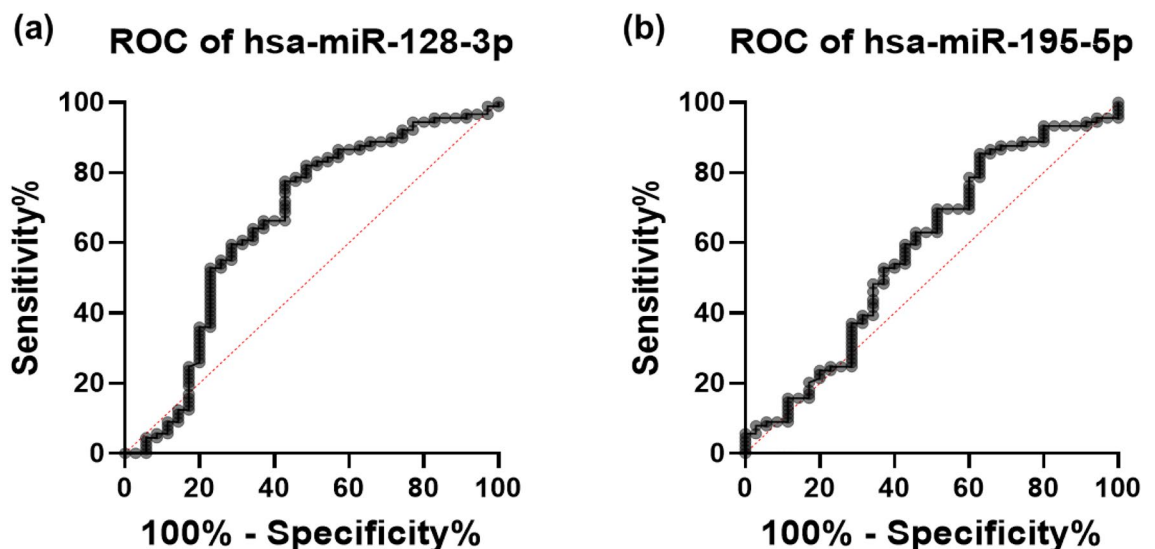 (a)
ROC of hsa-miR-128-3p
Sensitivity%
100
80
60
40
20
0
0 20 40 60 80 100
100% - Specificity%
(b)
ROC of hsa-miR-195-5p
Sensitivity%
100
80
60
40
20
0
0 20 40 60 80 100
100% - Specificity%